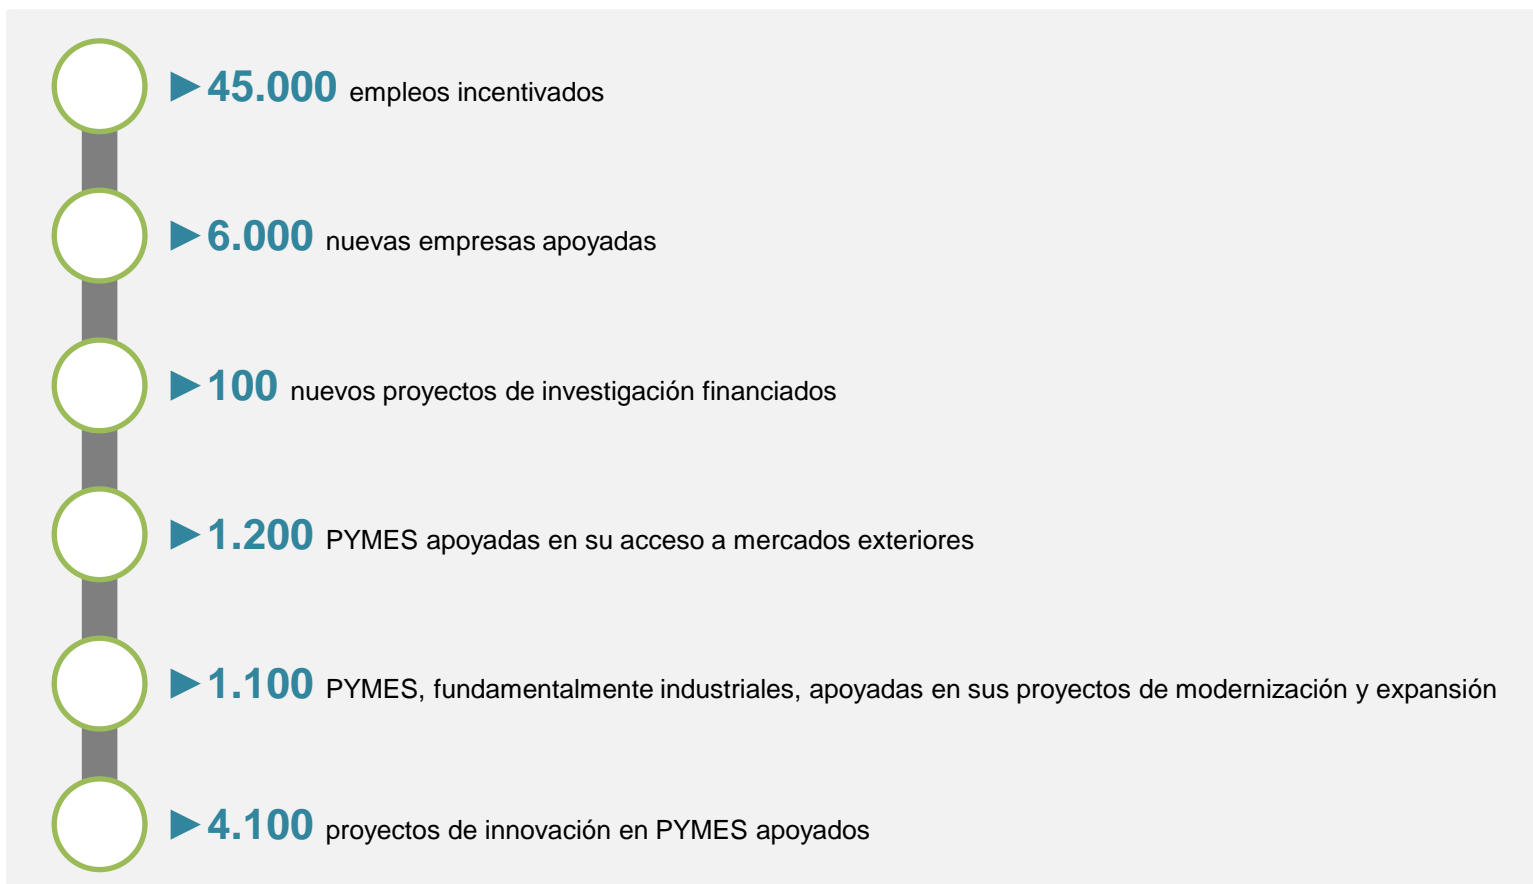 ►45.000 empleos incentivados
►6.000 nuevas empresas apoyadas
►100 nuevos proyectos de investigación financiados
►1.200 PYMES apoyadas en su acceso a mercados exteriores
►1.100 PYMES, fundamentalmente industriales, apoyadas en sus proyectos de modernización y expansión
►4.100 proyectos de innovación en PYMES apoyados